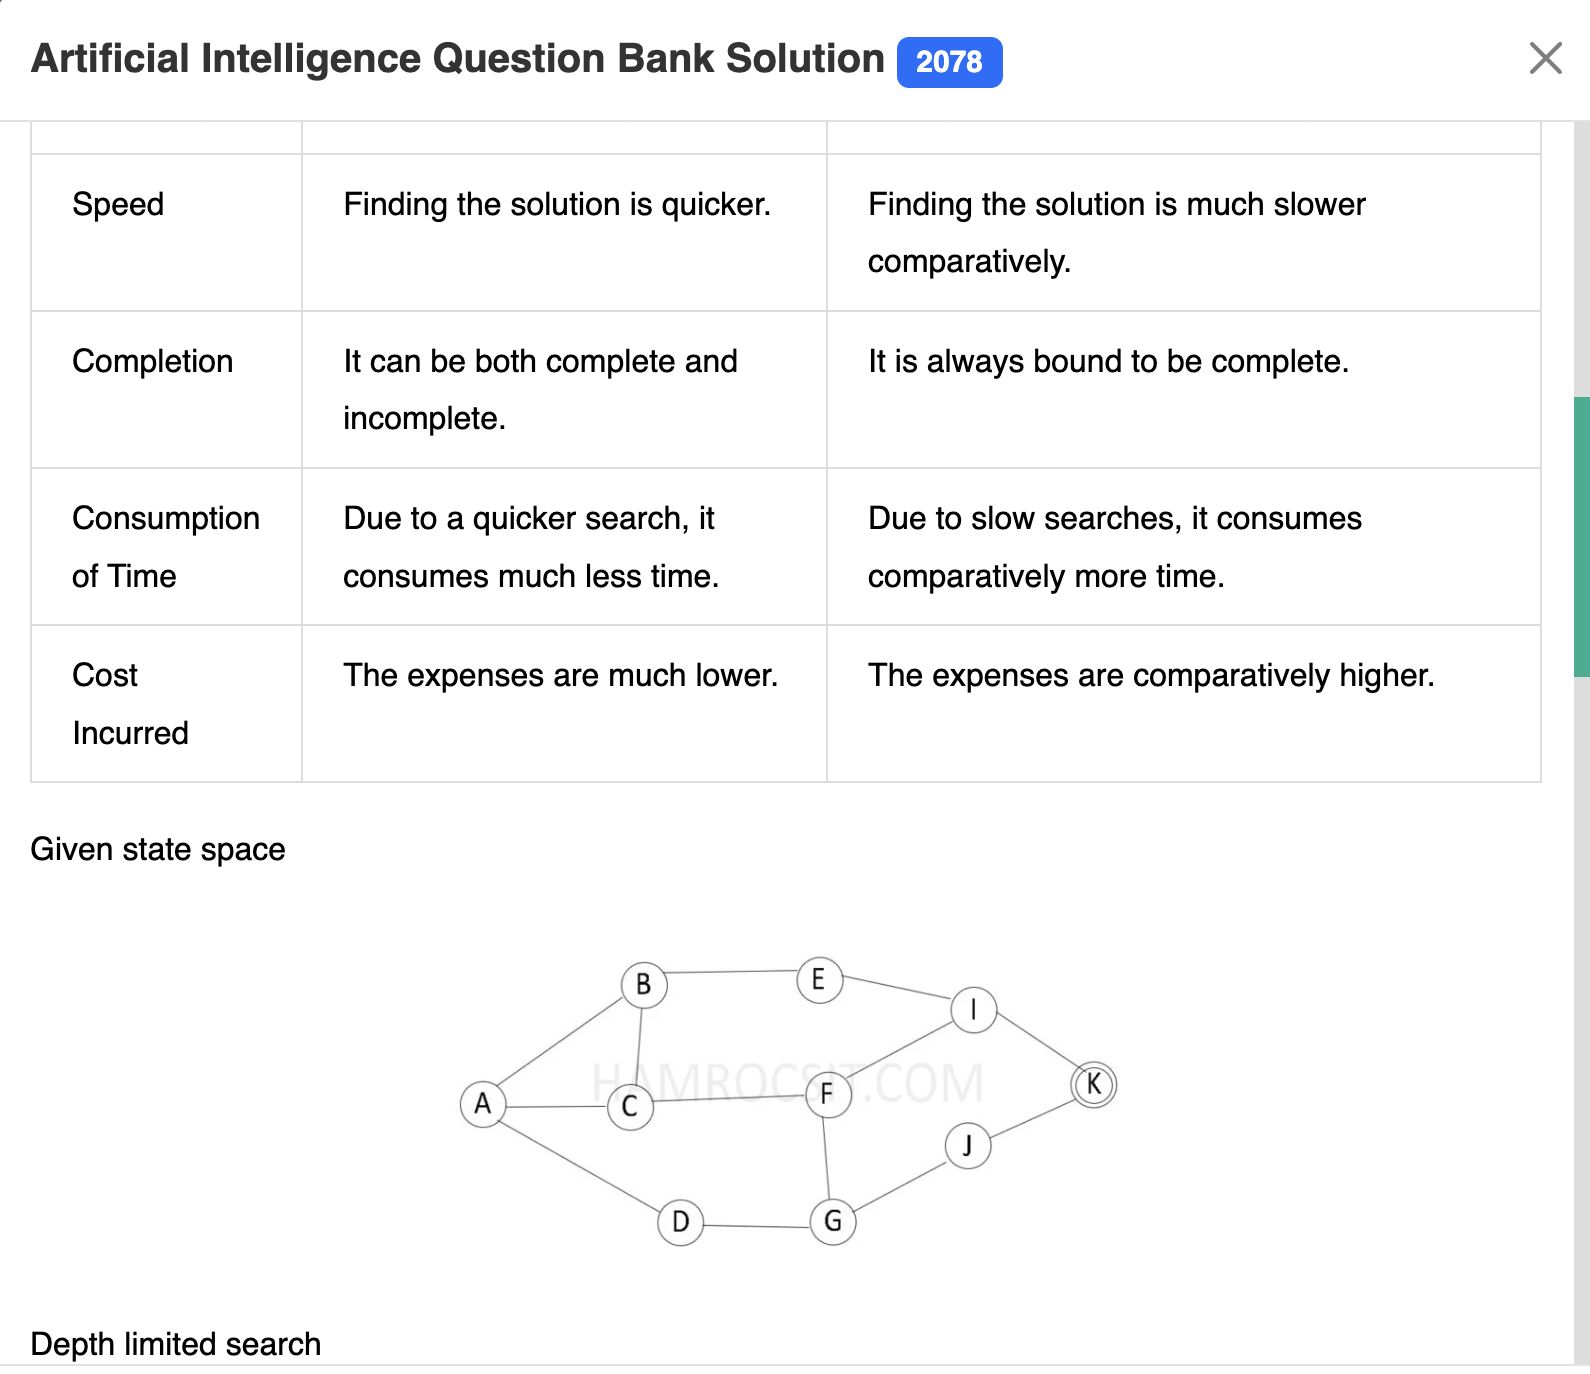 Artificial Intelligence Question Bank Solution 2078
Speed
Finding the solution is quicker.
Finding the solution is much slower
comparatively.
Completion
It can be both complete and
incomplete.
It is always bound to be complete.
Consumption
of Time
Due to a quicker search, it
consumes much less time.
Due to slow searches, it consumes
comparatively more time.
Cost
Incurred
The expenses are much lower.
The expenses are comparatively higher.
Given state space
B
E
I
HAMROCSIT.COM
A
C
F
K
J
D
G
Depth limited search